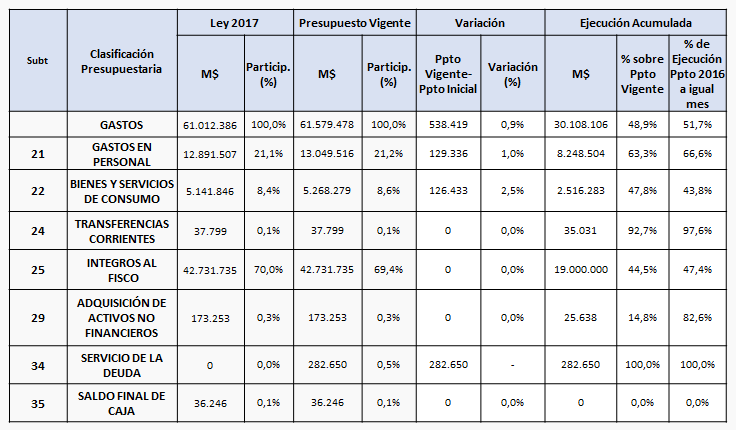 Subt Clasificación Presupuestaria Ley 2017 Presupuesto Vigente Variación Ejecución Acumulada
M$ Particip. (%) M$ Particip. (%) Ppto Vigente- Ppto Inicial Variación (%) M$ % sobre Ppto Vigente % de Ejecución Ppto 2016 a igual mes
GASTOS 61.012.386 100,0% 61.579.478 100,0% 538.419 0,9% 30.108.106 48,9% 51,7%
21 GASTOS EN PERSONAL 12.891.507 21,1% 13.049.516 21,2% 129.336 1,0% 8.248.504 63,3% 66,6%
22 BIENES Y SERVICIOS DE CONSUMO 5.141.846 8,4% 5.268.279 8,6% 126.433 2,5% 2.516.283 47,8% 43,8%
24 TRANSFERENCIAS CORRIENTES 37.799 0,1% 37.799 0,1% 0 0,0% 35.031 92,7% 97,6%
25 INTEGROS AL FISCO 42.731.735 70,0% 42.731.735 69,4% 0 0,0% 19.000.000 44,5% 47,4%
29 ADQUISICIÓN DE ACTIVOS NO FINANCIEROS 173.253 0,3% 173.253 0,3% 0 0,0% 25.638 14,8% 82,6%
34 SERVICIO DE LA DEUDA 0 0,0% 282.650 0,5% 282.650 - 282.650 100,0% 100,0%
35 SALDO FINAL DE CAJA 36.246 0,1% 36.246 0,1% 0 0,0% 0 0,0% 0,0%